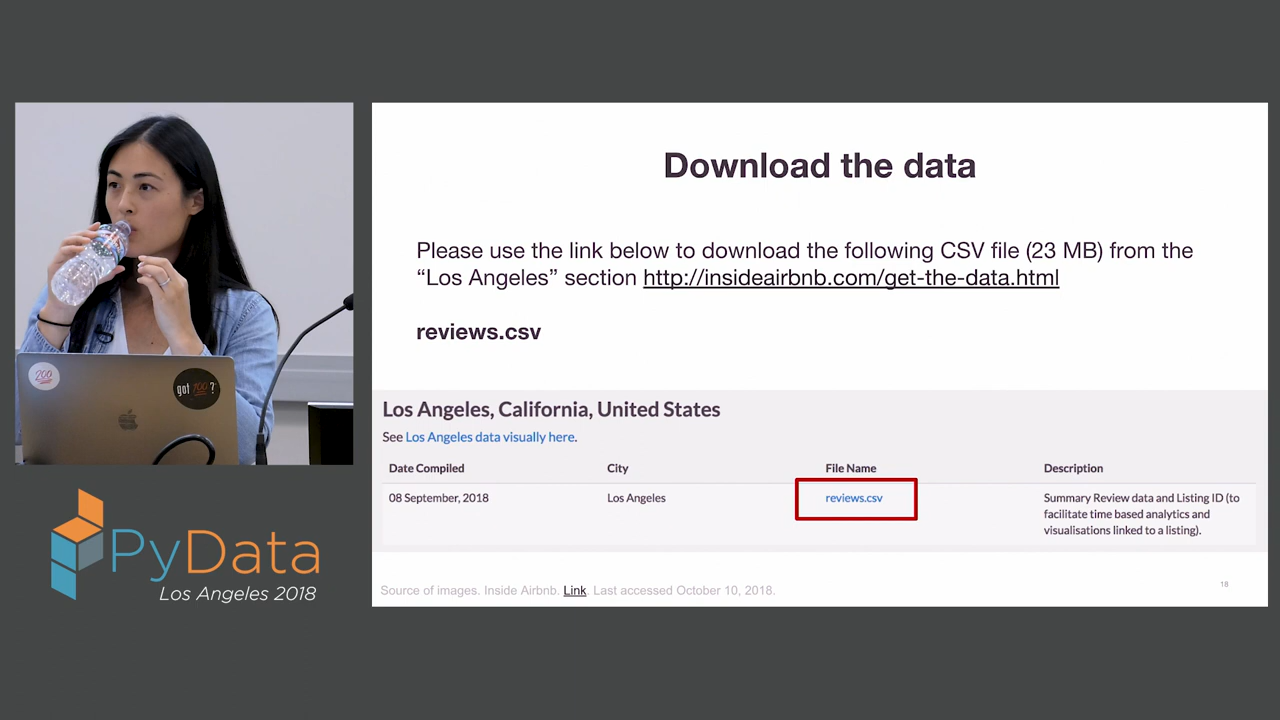 Download the data
Please use the link below to download the following CSV file (23 MB) from the
“Los Angeles” section http://insideairbnb.com/get-the-data.html
reviews.csv
Los Angeles, California, United States
See Los Angeles data visually here.
Date Compiled City File Name Description
08 September, 2018 Los Angeles reviews.csv Summary Review data and Listing ID (to
facilitate time based analytics and
visualisations linked to a listing).
Source of images. Inside Airbnb. Link. Last accessed October 10, 2018.
18
200
got 200 ?
PyData
Los Angeles 2018